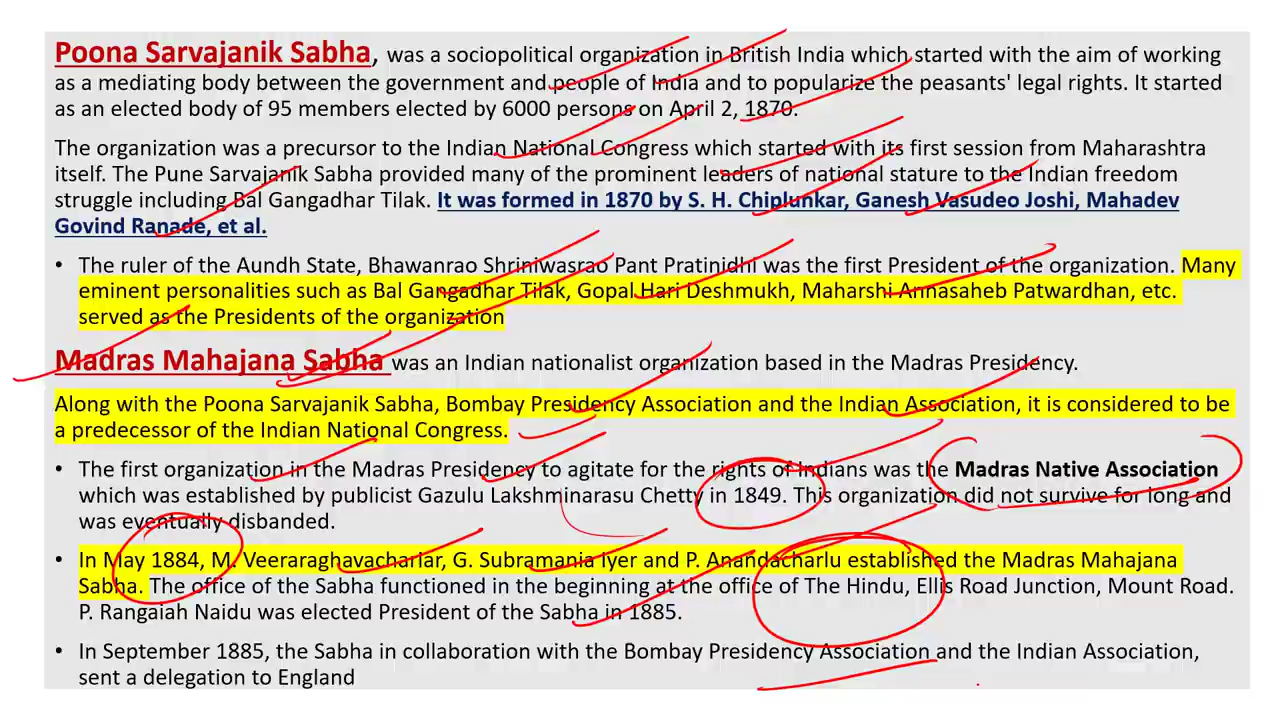 Poona Sarvajanik Sabha, was a sociopolitical organization in British India which started with the aim of working
as a mediating body between the government and people of India and to popularize the peasants' legal rights. It started
as an elected body of 95 members elected by 6000 persons on April 2, 1870.
The organization was a precursor to the Indian National Congress which started with its first session from Maharashtra
itself. The Pune Sarvajanik Sabha provided many of the prominent leaders of national stature to the Indian freedom
struggle including Bal Gangadhar Tilak. It was formed in 1870 by S. H. Chiplunkar, Ganesh Vasudeo Joshi, Mahadev
Govind Ranade, et al.
• The ruler of the Aundh State, Bhawanrao Shriniwasrao Pant Pratinidhi was the first President of the organization. Many
eminent personalities such as Bal Gangadhar Tilak, Gopal Hari Deshmukh, Maharshi Annasaheb Patwardhan, etc.
served as the Presidents of the organization
Madras Mahajana Sabha was an Indian nationalist organization based in the Madras Presidency.
Along with the Poona Sarvajanik Sabha, Bombay Presidency Association and the Indian Association, it is considered to be
a predecessor of the Indian National Congress.
• The first organization in the Madras Presidency to agitate for the rights of Indians was the Madras Native Association
which was established by publicist Gazulu Lakshminarasu Chetty in 1849. This organization did not survive for long and
was eventually disbanded.
• In May 1884, M. Veeraraghavachariar, G. Subramania Iyer and P. Anandacharlu established the Madras Mahajana
Sabha. The office of the Sabha functioned in the beginning at the office of The Hindu, Ellis Road Junction, Mount Road.
P. Rangaiah Naidu was elected President of the Sabha in 1885.
• In September 1885, the Sabha in collaboration with the Bombay Presidency Association and the Indian Association,
sent a delegation to England